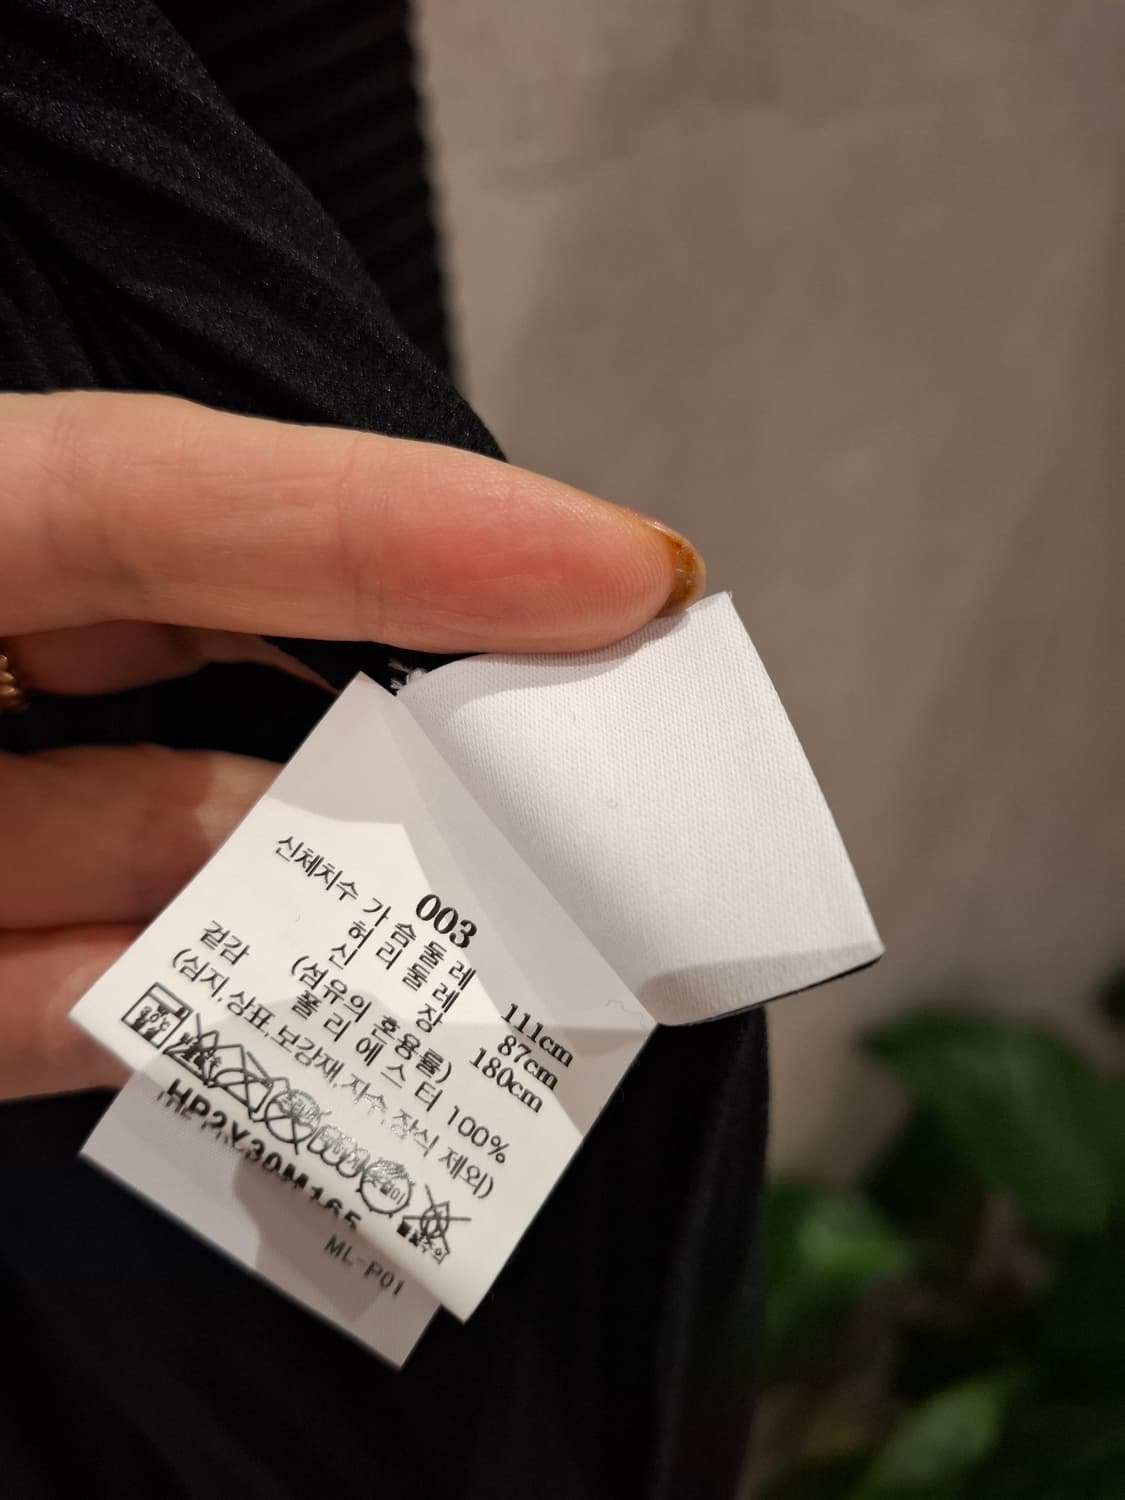 003
신체치수 가슴둘레 111cm
허리둘레 87cm
신 장 180cm
(섬유의 혼용률)
겉감 폴리에스터 100%
(심지,상표,보강재,자수,장식 제외)
ML-P01